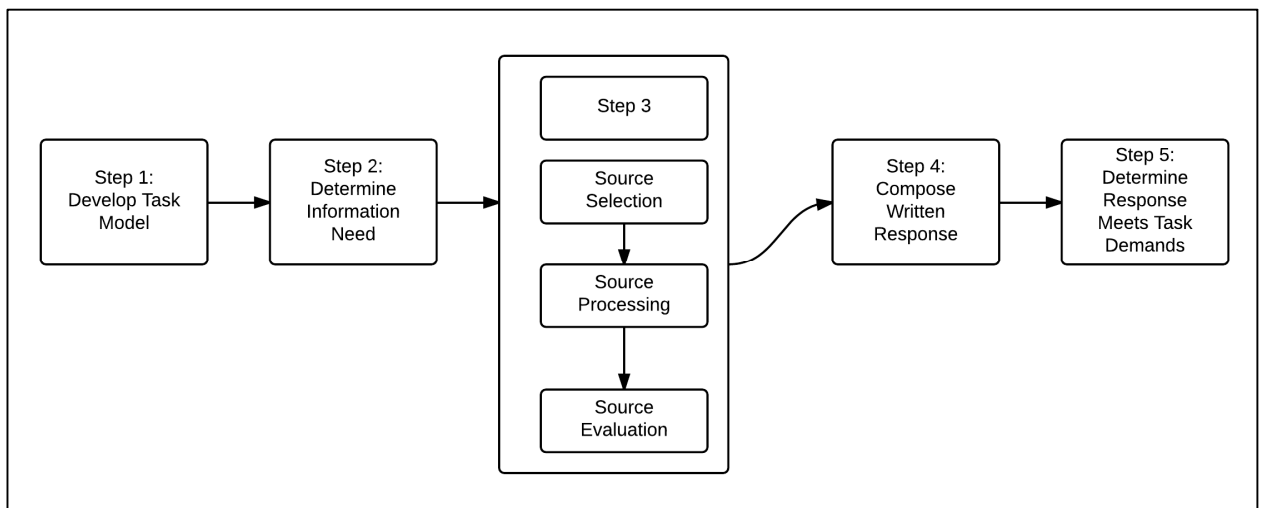 Step 1:
Develop Task
Model
Step 2:
Determine
Information
Need
Step 3
Source
Selection
Source
Processing
Source
Evaluation
Step 4:
Compose
Written
Response
Step 5:
Determine
Response
Meets Task
Demands